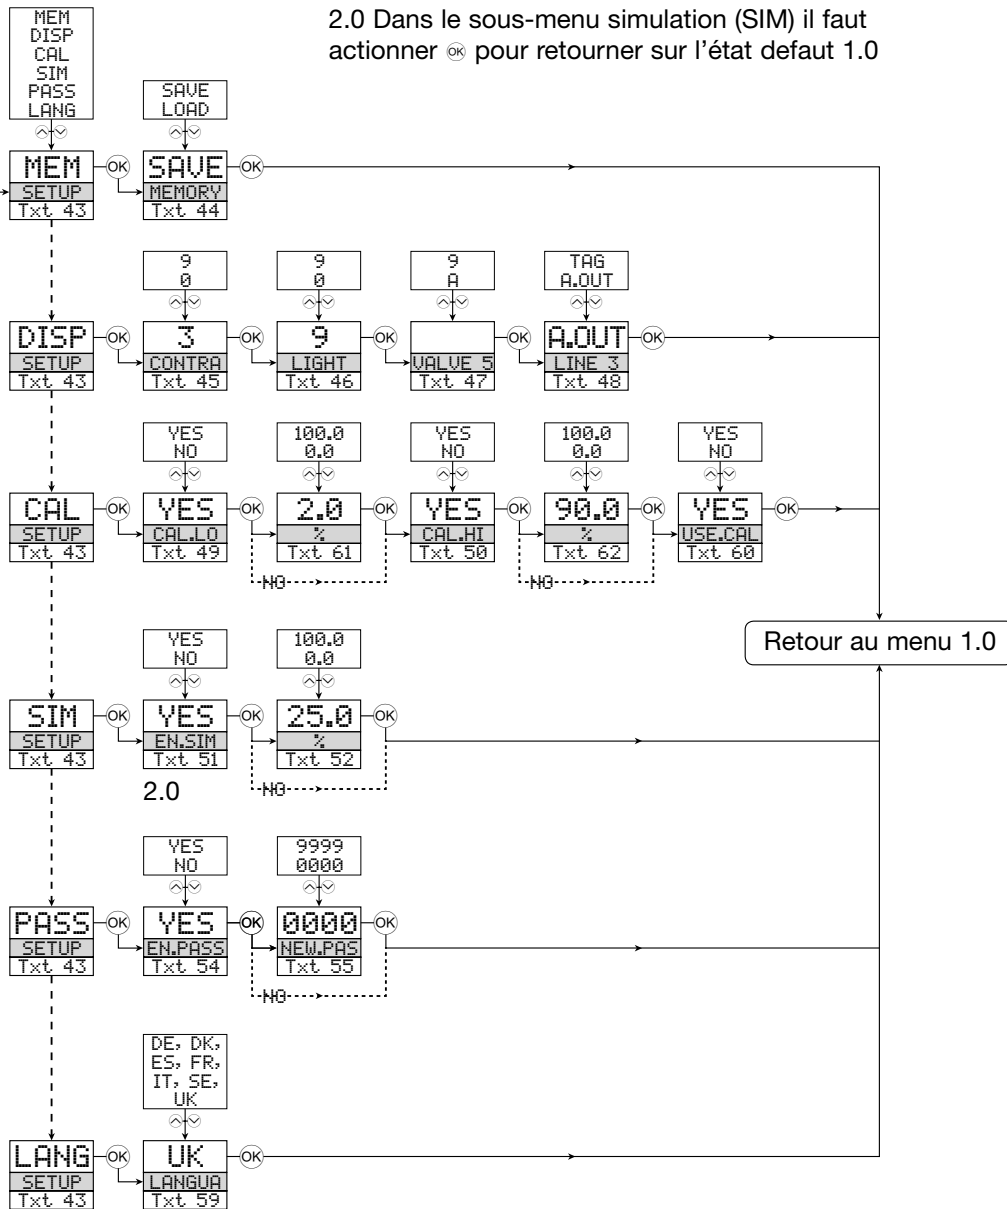 2.0 Dans le sous-menu simulation (SIM) il faut
actionner OK pour retourner sur l'état defaut 1.0
MEM
DISP
CAL
SIM
PASS
LANG
SAVE
LOAD
MEM OK SAVE OK
SETUP MEMORY
Txt 43 Txt 44
9 9 9 TAG
0 0 A A.OUT
DISP OK 3 OK 9 OK OK A.OUT OK
SETUP CONTRA LIGHT VALVE 5 LINE 3
Txt 43 Txt 45 Txt 46 Txt 47 Txt 48
YES 100.0 YES 100.0 YES
NO 0.0 NO 0.0 NO
CAL OK YES OK 2.0 OK YES OK 90.0 OK YES OK
SETUP CAL.LO % CAL.HI % USE.CAL
Txt 43 Txt 49 Txt 61 Txt 50 Txt 62 Txt 60
NO NO
Retour au menu 1.0
YES 100.0
NO 0.0
SIM OK YES OK 25.0 OK
SETUP EN.SIM %
Txt 43 Txt 51 Txt 52
2.0 NO
YES 9999
NO 0000
PASS OK YES OK 0000 OK
SETUP EN.PASS NEW.PAS
Txt 43 Txt 54 Txt 55
NO
DE, DK,
ES, FR,
IT, SE,
UK
LANG OK UK OK
SETUP LANGUA
Txt 43 Txt 59